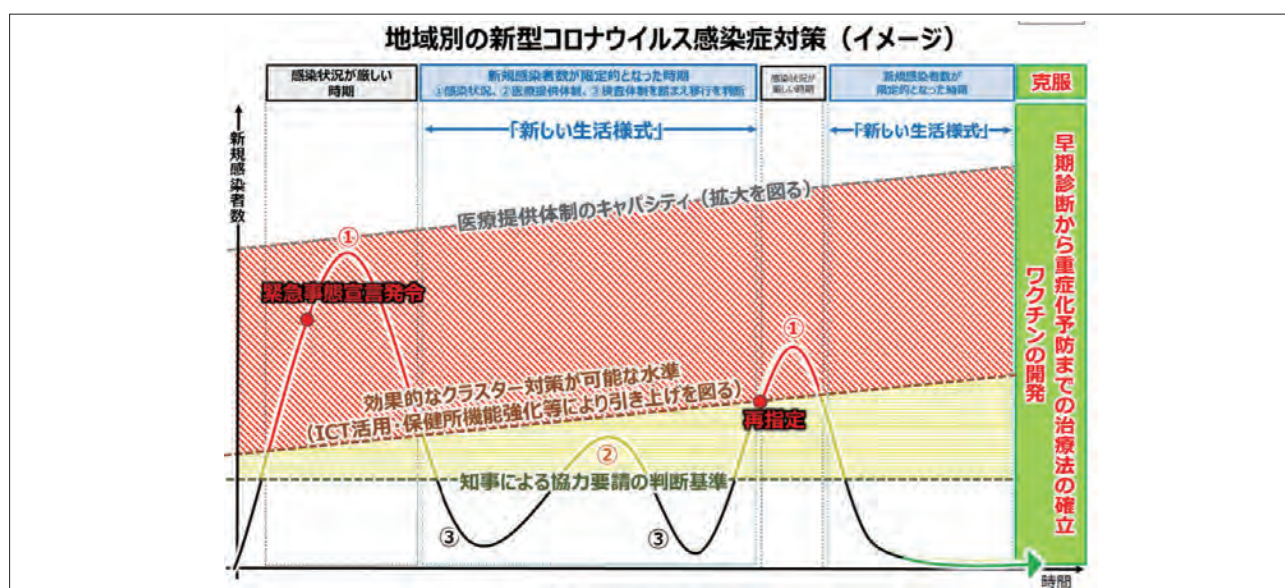 地域別の新型コロナウイルス感染症対策（イメージ）
感染状況が厳しい
時期
新規感染者数が限定的となった時期
①感染状況、②医療提供体制、③検査体制を踏まえ移行を判断
感染状況が
厳しい時期
新規感染者数が
限定的となった時期
克服
「新しい生活様式」
「新しい生活様式」
新規感染者数
医療提供体制のキャパシティ（拡大を図る）
①
緊急事態宣言発令
①
効果的なクラスター対策が可能な水準
（ICT活用・保健所機能強化等により引き上げを図る）
再指定
②
知事による協力要請の判断基準
③
③
早期診断から重症化予防までの治療法の確立
ワクチンの開発
時間